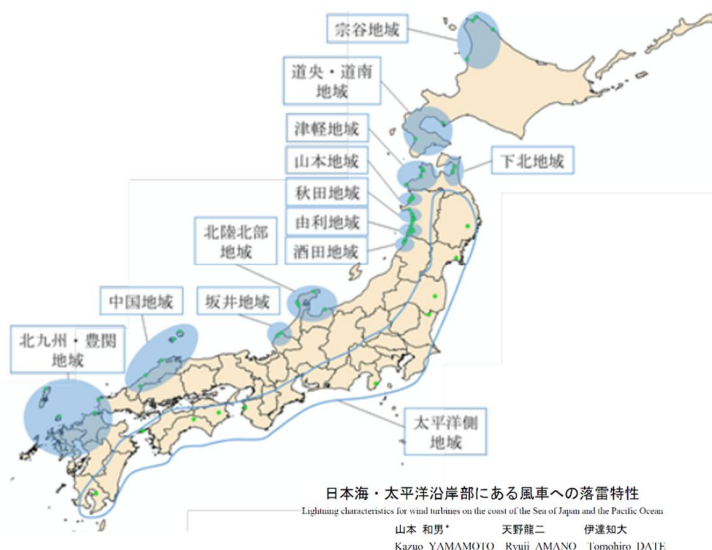 宗谷地域
道央・道南
地域
津軽地域
山本地域
下北地域
秋田地域
由利地域
北陸北部
地域
酒田地域
中国地域
坂井地域
北九州・豊関
地域
太平洋側
地域
日本海・太平洋沿岸部にある風車への落雷特性
Lightning characteristics for wind turbines on the coast of the Sea of Japan and the Pacific Ocean
山本 和男* 天野龍二 伊達知大
Kazuo YAMAMOTO Ryuji AMANO Tomohiro DATE